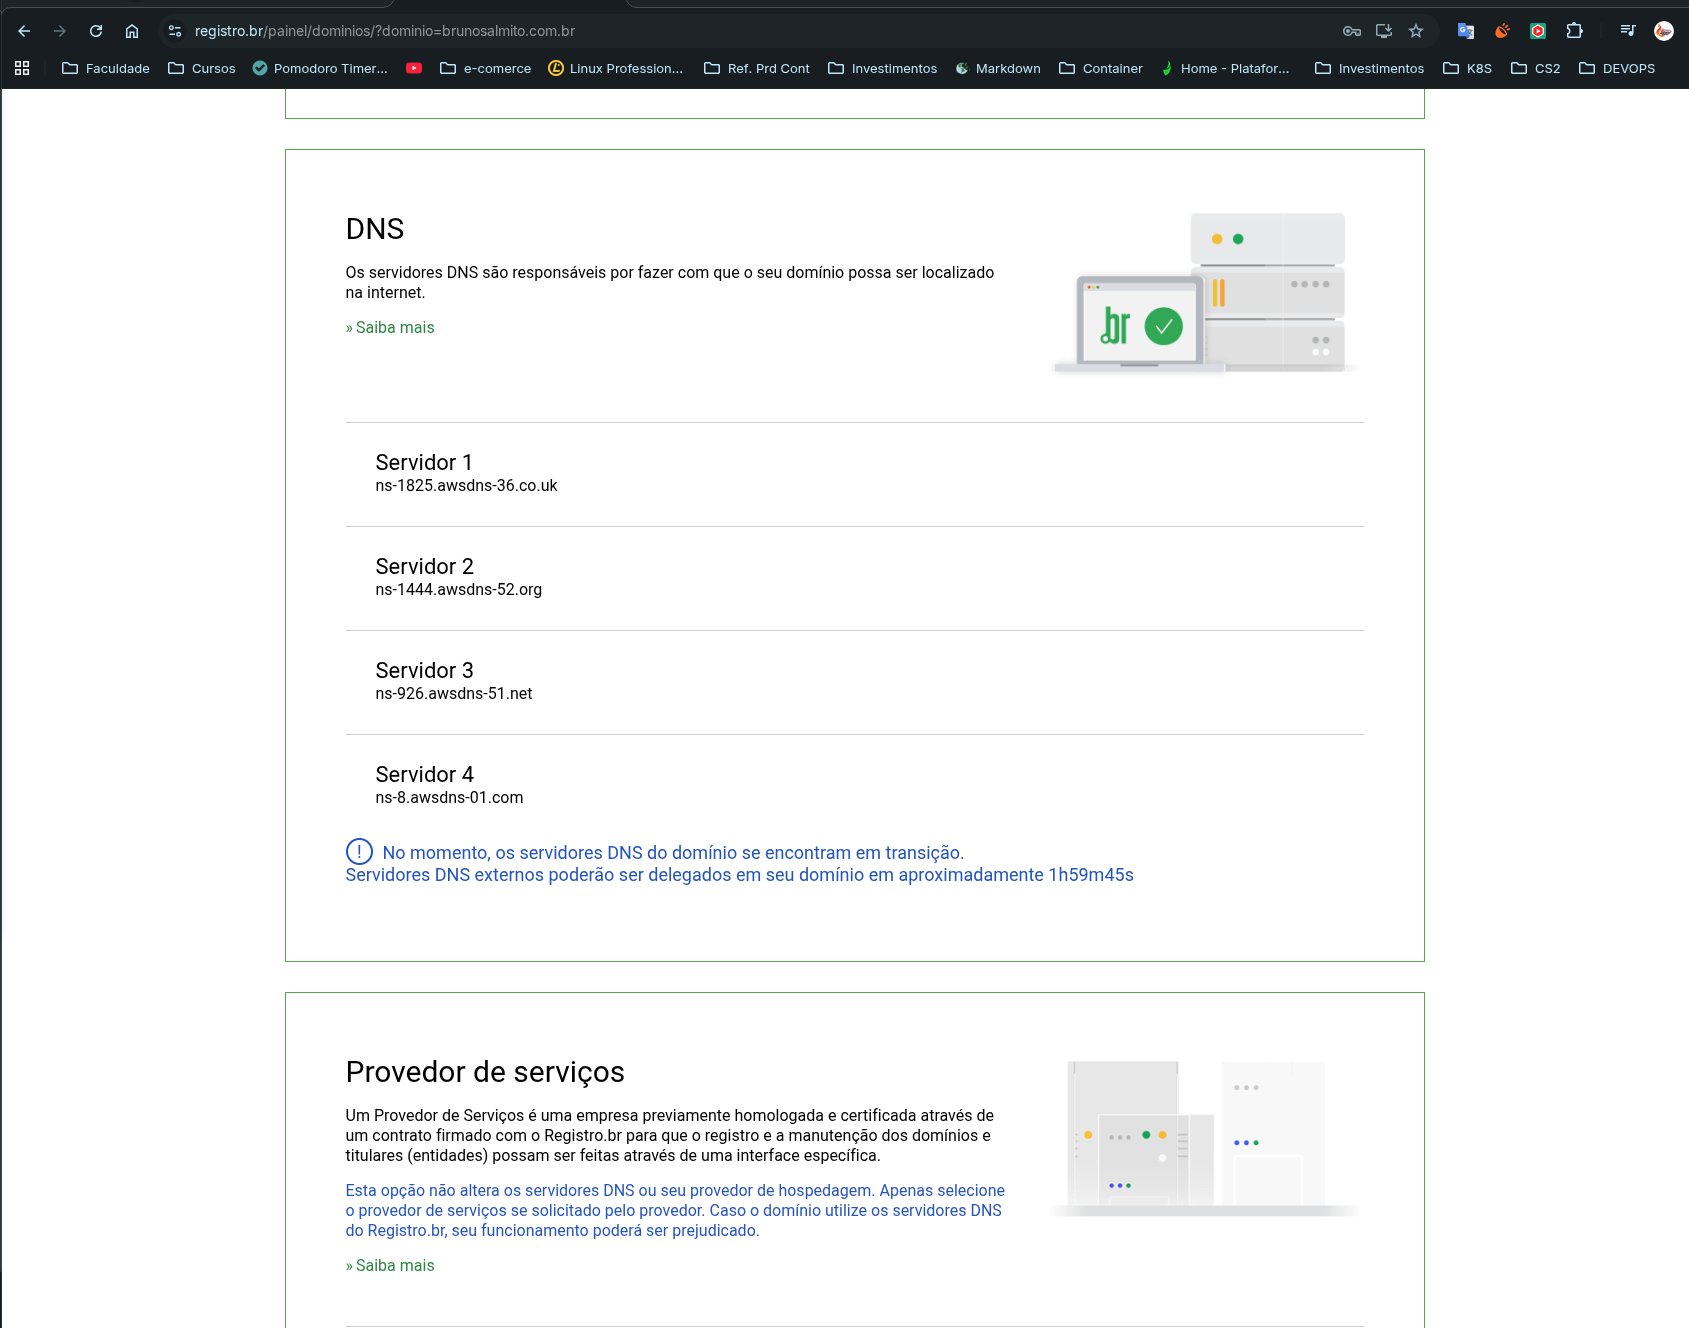 registro.br/painel/dominios/?dominio=brunosalmito.com.br
Faculdade
Cursos
Pomodoro Timer...
e-comerce
Linux Profession...
Ref. Prd Cont
Investimentos
Markdown
Container
Home - Platafor...
Investimentos
K8S
CS2
DEVOPS
DNS
Os servidores DNS são responsáveis por fazer com que o seu domínio possa ser localizado
na internet.
» Saiba mais
.br
Servidor 1
ns-1825.awsdns-36.co.uk
Servidor 2
ns-1444.awsdns-52.org
Servidor 3
ns-926.awsdns-51.net
Servidor 4
ns-8.awsdns-01.com
No momento, os servidores DNS do domínio se encontram em transição.
Servidores DNS externos poderão ser delegados em seu domínio em aproximadamente 1h59m45s
Provedor de serviços
Um Provedor de Serviços é uma empresa previamente homologada e certificada através de
um contrato firmado com o Registro.br para que o registro e a manutenção dos domínios e
titulares (entidades) possam ser feitas através de uma interface específica.
Esta opção não altera os servidores DNS ou seu provedor de hospedagem. Apenas selecione
o provedor de serviços se solicitado pelo provedor. Caso o domínio utilize os servidores DNS
do Registro.br, seu funcionamento poderá ser prejudicado.
» Saiba mais